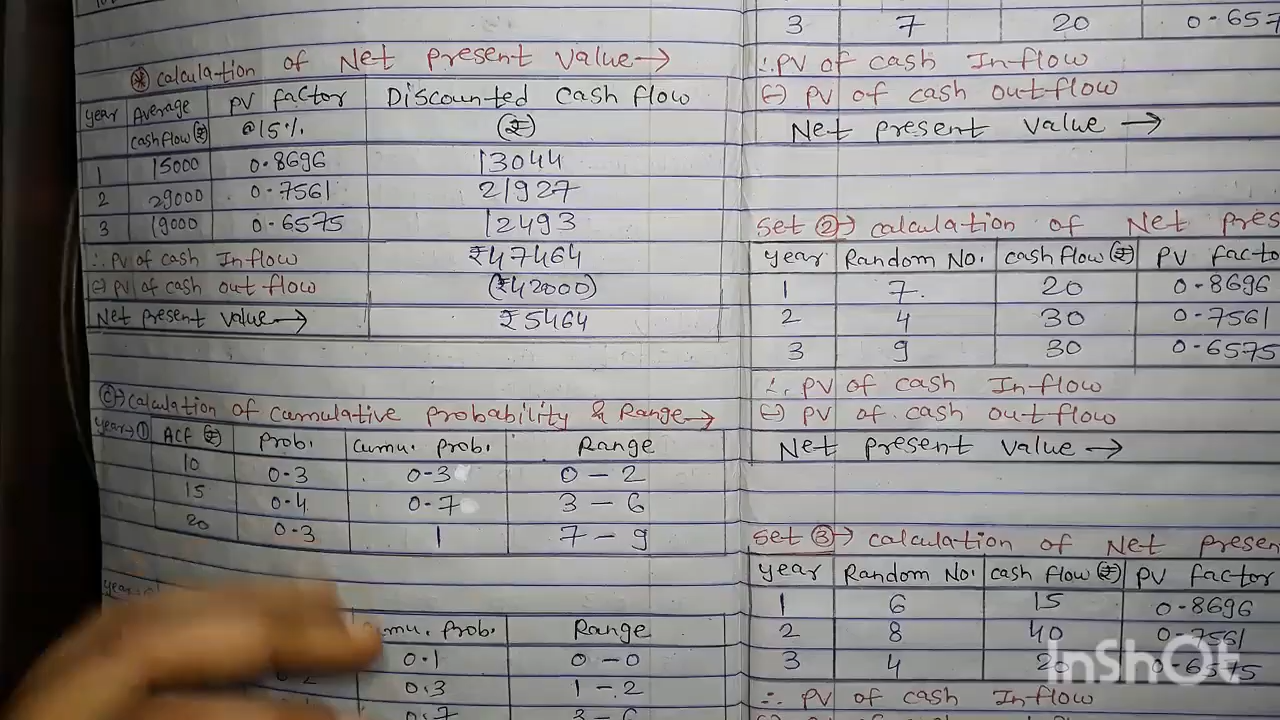 ⊛ calculation of Net Present Value →
year Average cashflow (₹) PV factor @15% Discounted cash flow (₹)
1 15000 0.8696 13044
2 29000 0.7561 21927
3 19000 0.6575 12493
∴ PV of cash Inflow ₹47464
(-) PV of cash outflow (₹42000)
Net present value → ₹5464
ⓒ→ calculation of cumulative probability & Range →
year→① ACF (₹) Prob. Cumu. Prob. Range
10 0.3 0.3 0 - 2
15 0.4 0.7 3 - 6
20 0.3 1 7 - 9
Cumu. Prob. Range
0.1 0 - 0
0.3 1 - 2
0.7 3 - 6
3 7 20 0.657
∴ PV of cash Inflow
(-) PV of cash outflow
Net present value →
Set ②→ calculation of Net Pres
year Random No. cashflow (₹) PV facto
1 7 20 0.8696
2 4 30 0.7561
3 9 30 0.6575
∴ PV of cash Inflow
(-) PV of cash outflow
Net present value →
Set ③→ calculation of Net Presen
year Random No. cash flow (₹) PV factor
1 6 15 0.8696
2 8 40 0.7561
3 4 20 0.6575
∴ PV of cash Inflow
InShOt